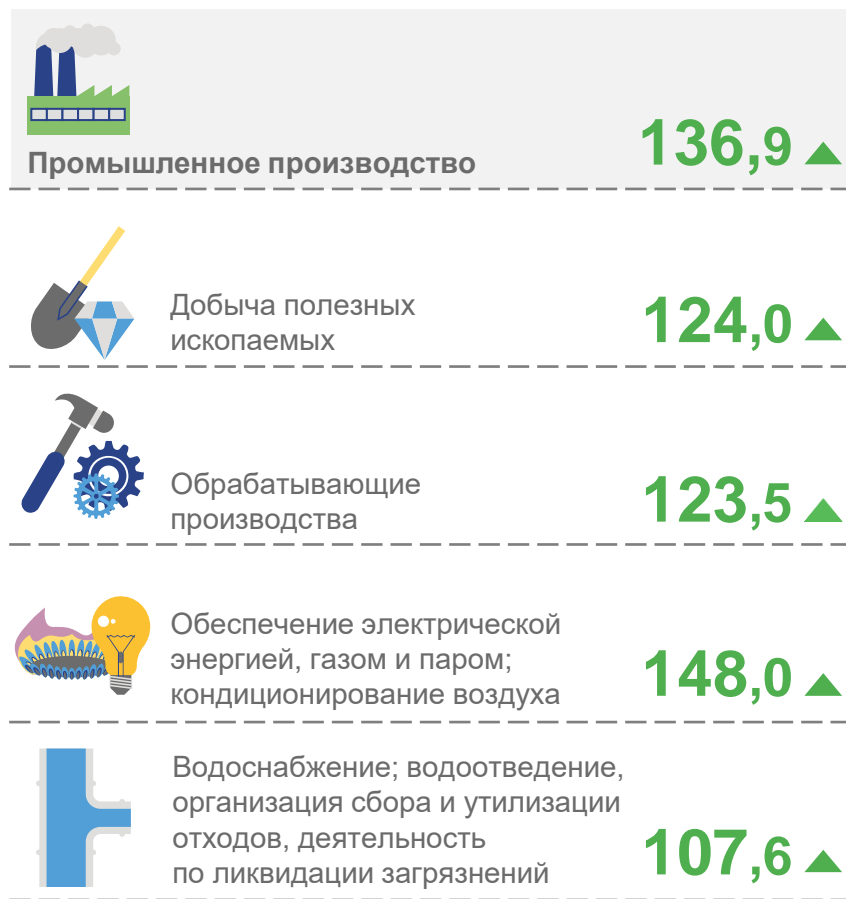 Промышленное производство
136,9
Добыча полезных
ископаемых
124,0
Обрабатывающие
производства
123,5
Обеспечение электрической
энергией, газом и паром;
кондиционирование воздуха
148,0
Водоснабжение; водоотведение,
организация сбора и утилизации
отходов, деятельность
по ликвидации загрязнений
107,6